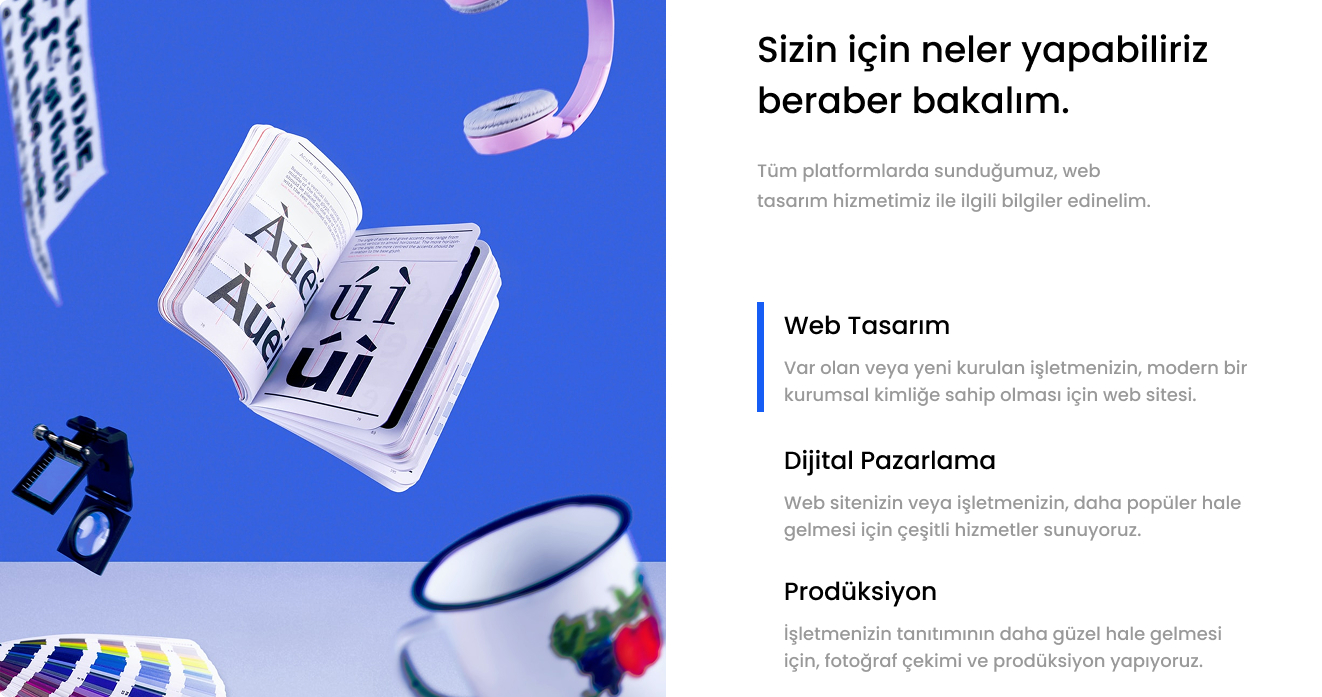 Àúeì
Àúeì
úì
úì
Sizin için neler yapabiliriz
beraber bakalım.
Tüm platformlarda sunduğumuz, web
tasarım hizmetimiz ile ilgili bilgiler edinelim.
Web Tasarım
Var olan veya yeni kurulan işletmenizin, modern bir
kurumsal kimliğe sahip olması için web sitesi.
Dijital Pazarlama
Web sitenizin veya işletmenizin, daha popüler hale
gelmesi için çeşitli hizmetler sunuyoruz.
Prodüksiyon
İşletmenizin tanıtımının daha güzel hale gelmesi
için, fotoğraf çekimi ve prodüksiyon yapıyoruz.